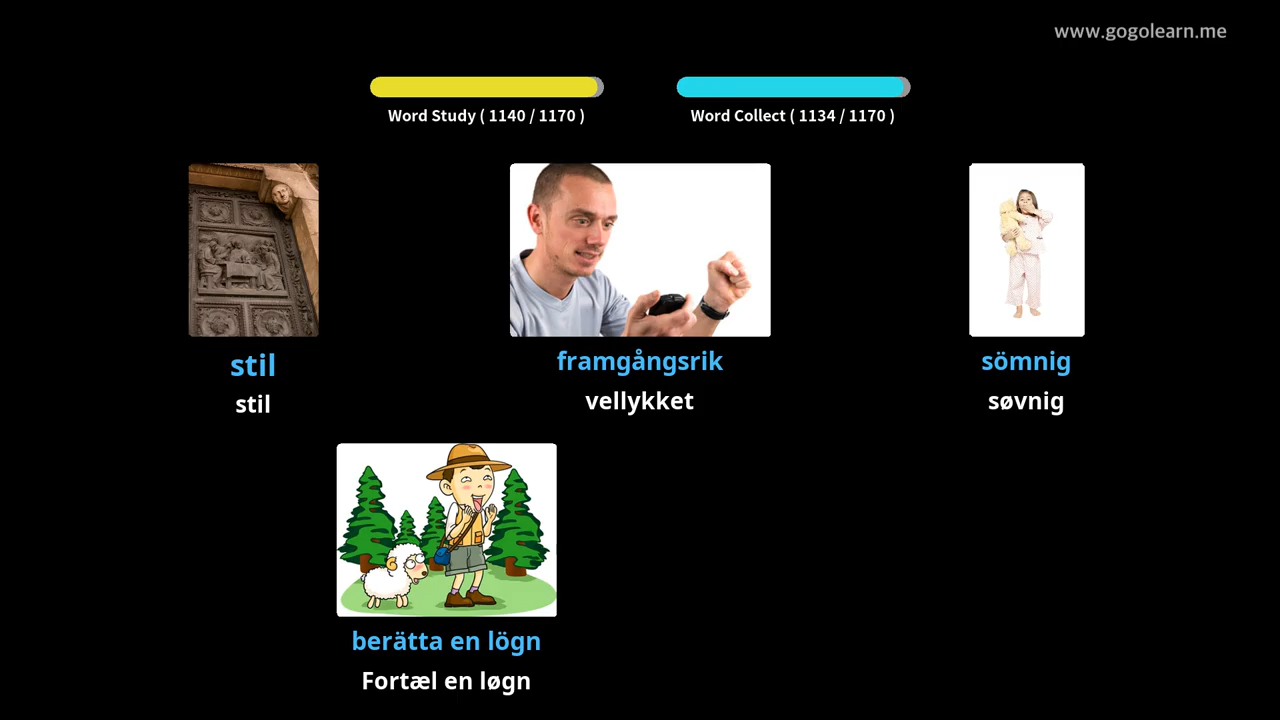 www.gogolearn.me
Word Study ( 1140 / 1170 )
Word Collect ( 1134 / 1170 )
stil
stil
framgångsrik
vellykket
sömnig
søvnig
berätta en lögn
Fortæl en løgn